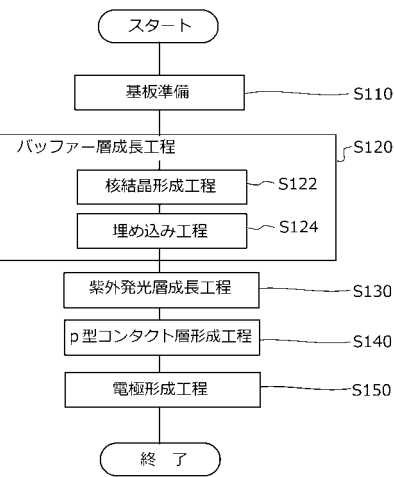 スタート
基板準備
S110
バッファー層成長工程
S120
核結晶形成工程
S122
埋め込み工程
S124
紫外発光層成長工程
S130
p型コンタクト層形成工程
S140
電極形成工程
S150
終 了